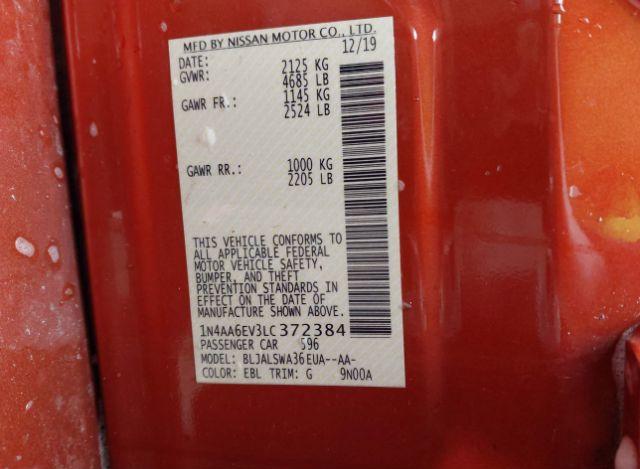 MFD BY NISSAN MOTOR CO., LTD.
DATE: 12/19
GVWR: 2125 KG
4685 LB
GAWR FR.: 1145 KG
2524 LB
GAWR RR.: 1000 KG
2205 LB
THIS VEHICLE CONFORMS TO
ALL APPLICABLE FEDERAL
MOTOR VEHICLE SAFETY,
BUMPER, AND THEFT
PREVENTION STANDARDS IN
EFFECT ON THE DATE OF
MANUFACTURE SHOWN ABOVE.
1N4AA6EV3LC372384
PASSENGER CAR 596
MODEL: BLJALSWA36EUA--AA-
COLOR: EBL TRIM: G 9N00A